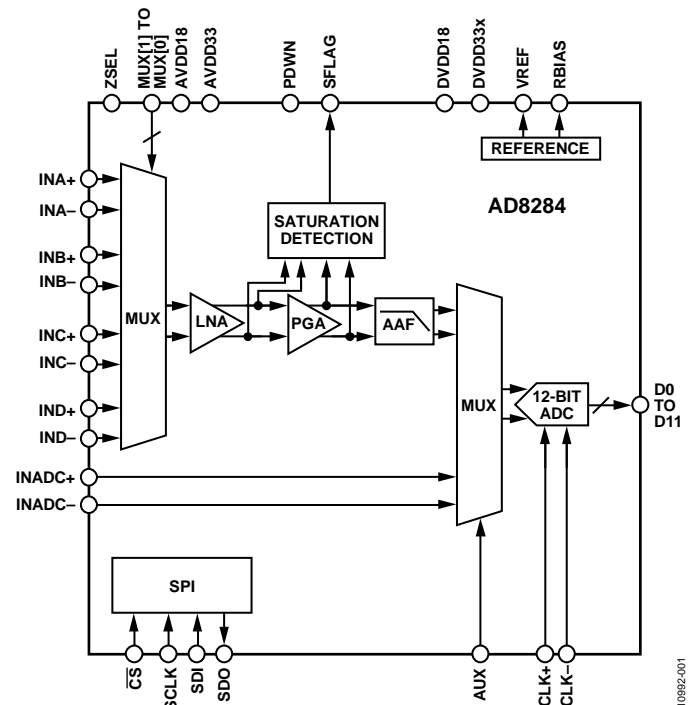 ZSEL
MUX[1] TO
MUX[0]
AVDD18
AVDD33
PDWN
SFLAG
DVDD18
DVDD33x
VREF
RBIAS
REFERENCE
AD8284
INA+
INA–
INB+
INB–
INC+
INC–
IND+
IND–
INADC+
INADC–
MUX
SATURATION
DETECTION
LNA
PGA
AAF
MUX
12-BIT
ADC
D0
TO
D11
SPI
CS
SCLK
SDI
SDO
AUX
CLK+
CLK–
10992-001